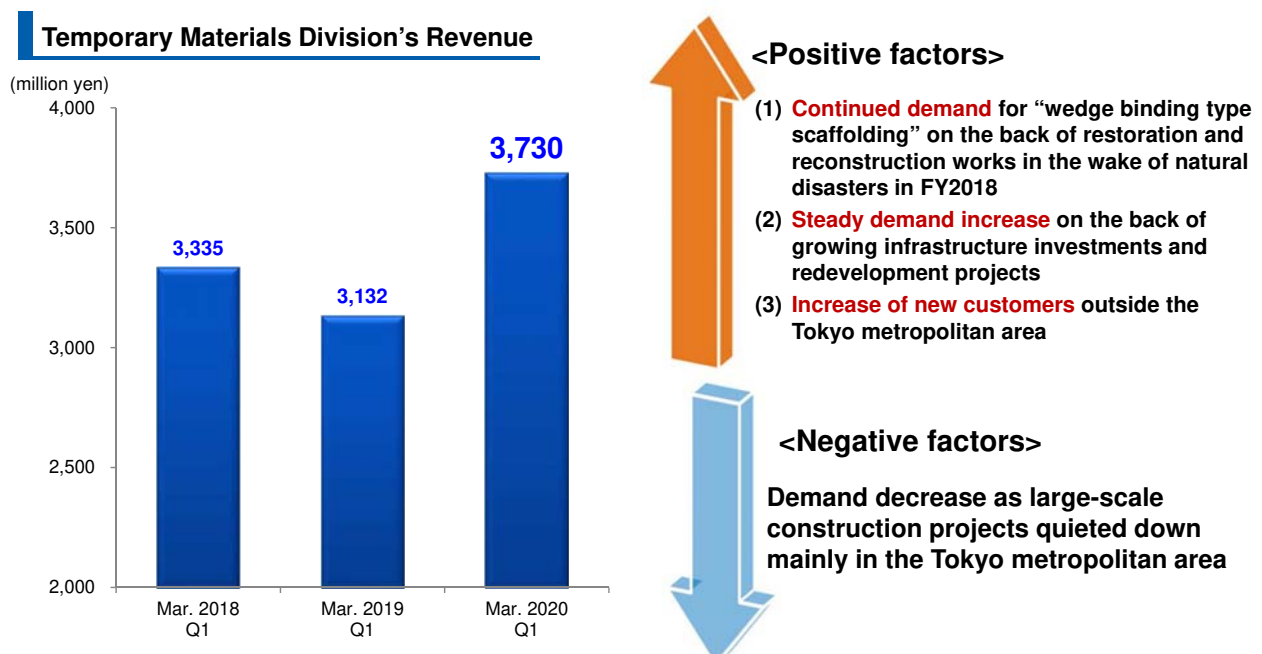 Temporary Materials Division's Revenue
(million yen)
4,000
3,500
3,000
2,500
2,000
3,335
3,132
3,730
Mar. 2018
Q1
Mar. 2019
Q1
Mar. 2020
Q1
<Positive factors>
(1) Continued demand for “wedge binding type
scaffolding” on the back of restoration and
reconstruction works in the wake of natural
disasters in FY2018
(2) Steady demand increase on the back of
growing infrastructure investments and
redevelopment projects
(3) Increase of new customers outside the
Tokyo metropolitan area
<Negative factors>
Demand decrease as large-scale
construction projects quieted down
mainly in the Tokyo metropolitan area